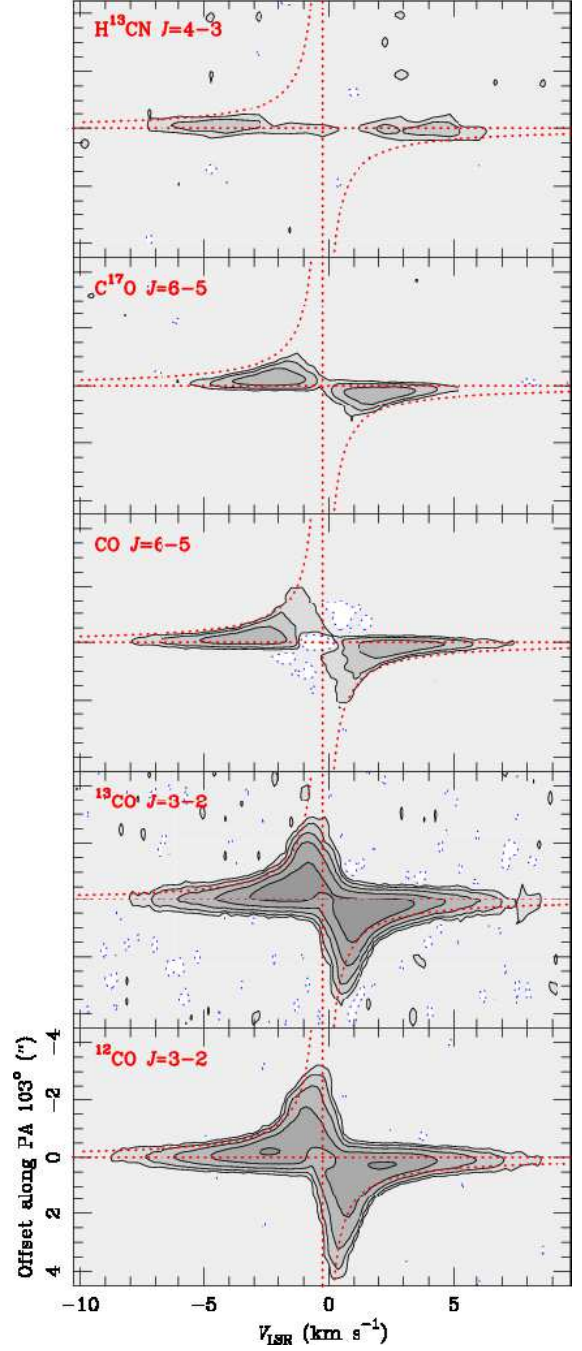 H¹³CN J=4–3
C¹⁷O J=6–5
CO J=6–5
¹³CO J=3–2
¹²CO J=3–2
Offset along PA 103° (″)
−4
−2
0
2
4
−10
−5
0
5
V_LSR (km s⁻¹)